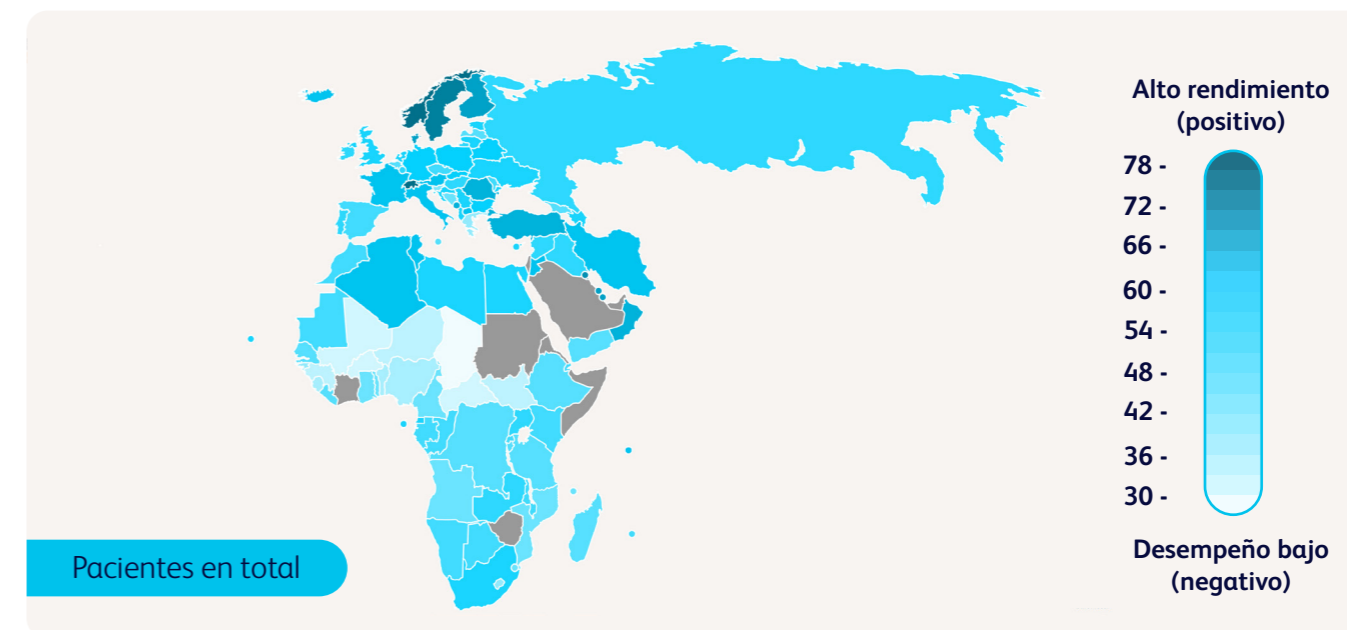 Alto rendimiento
(positivo)
78 -
72 -
66 -
60 -
54 -
48 -
42 -
36 -
30 -
Desempeño bajo
(negativo)
Pacientes en total